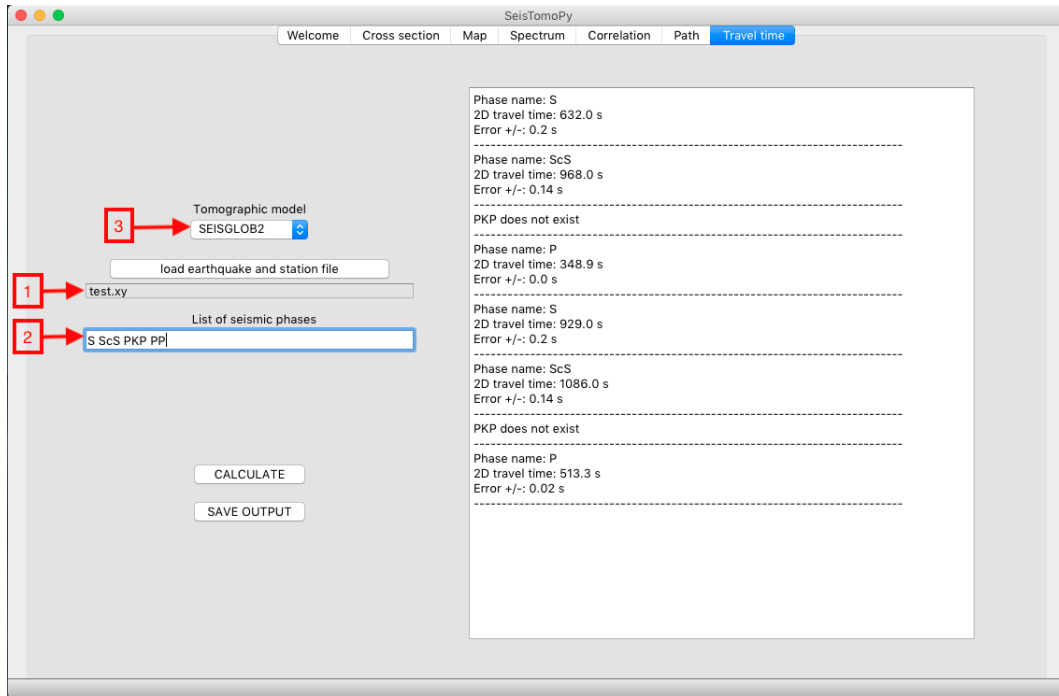 SeisTomoPy
Welcome Cross section Map Spectrum Correlation Path Travel time
3
Tomographic model
SEISGLOB2
load earthquake and station file
1
test.xy
List of seismic phases
2
S ScS PKP PP
CALCULATE
SAVE OUTPUT
Phase name: S
2D travel time: 632.0 s
Error +/-: 0.2 s
--------------------------------------------------------------------------------
Phase name: ScS
2D travel time: 968.0 s
Error +/-: 0.14 s
--------------------------------------------------------------------------------
PKP does not exist
--------------------------------------------------------------------------------
Phase name: P
2D travel time: 348.9 s
Error +/-: 0.0 s
--------------------------------------------------------------------------------
Phase name: S
2D travel time: 929.0 s
Error +/-: 0.2 s
--------------------------------------------------------------------------------
Phase name: ScS
2D travel time: 1086.0 s
Error +/-: 0.14 s
--------------------------------------------------------------------------------
PKP does not exist
--------------------------------------------------------------------------------
Phase name: P
2D travel time: 513.3 s
Error +/-: 0.02 s
--------------------------------------------------------------------------------